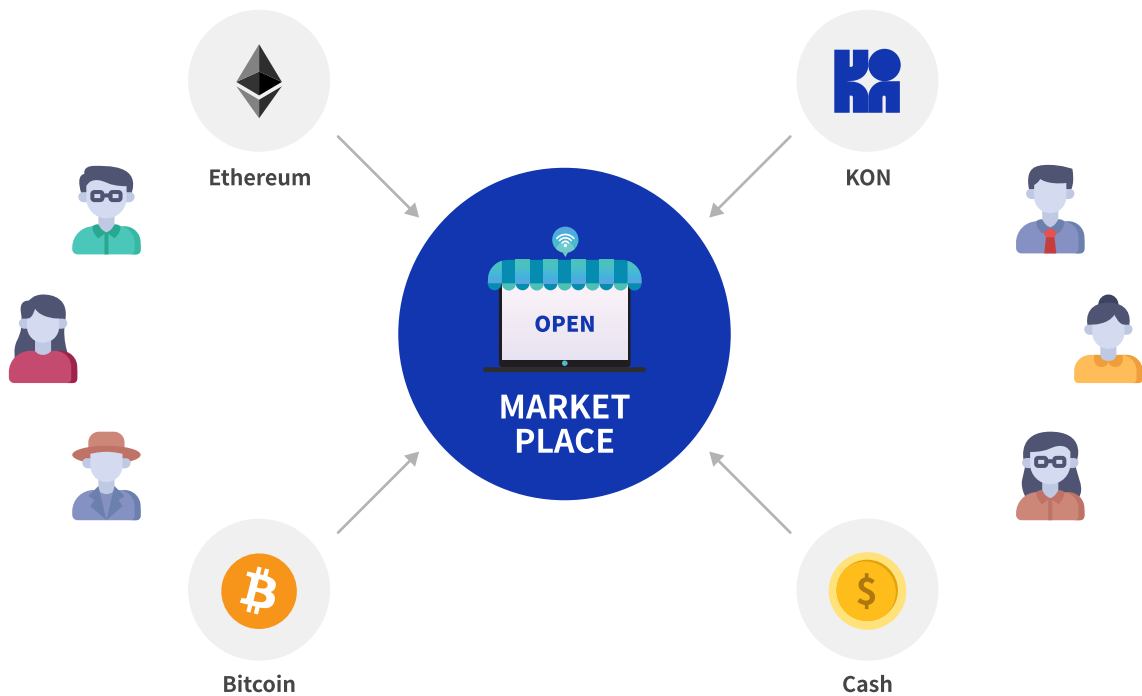 Ethereum
KON
OPEN
MARKET
PLACE
Bitcoin
Cash
$